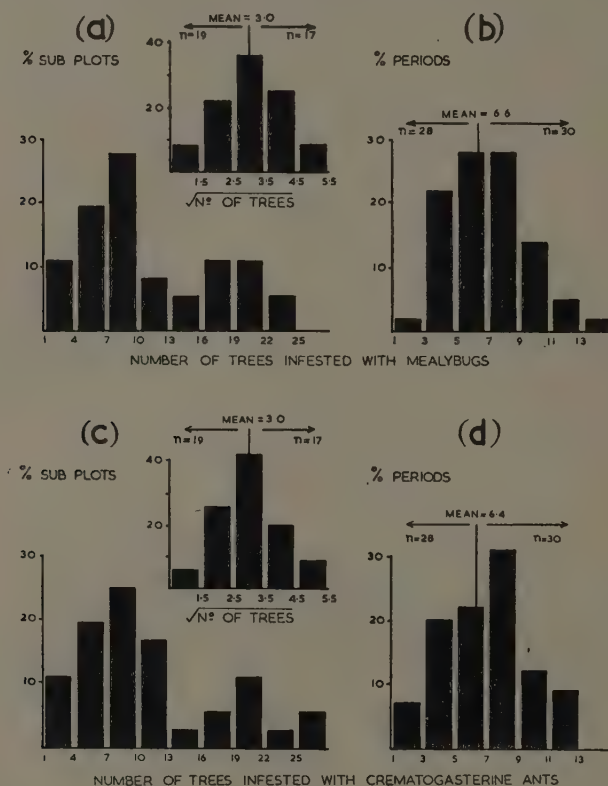 (a)
MEAN = 3·0
n=19 n=17
% SUB PLOTS
40
20
1·5 2·5 3·5 4·5 5·5
√Nº OF TREES
30
20
10
1 4 7 10 13 16 19 22 25
(b)
% PERIODS
MEAN = 6·6
n=28 n=30
30
20
10
1 3 5 7 9 11 13
NUMBER OF TREES INFESTED WITH MEALYBUGS
(c)
MEAN = 3·0
n=19 n=17
% SUB PLOTS
40
20
1·5 2·5 3·5 4·5 5·5
√Nº OF TREES
30
20
10
1 4 7 10 13 16 19 22 25
(d)
% PERIODS
MEAN = 6·4
n=28 n=30
30
20
10
1 3 5 7 9 11 13
NUMBER OF TREES INFESTED WITH CREMATOGASTERINE ANTS